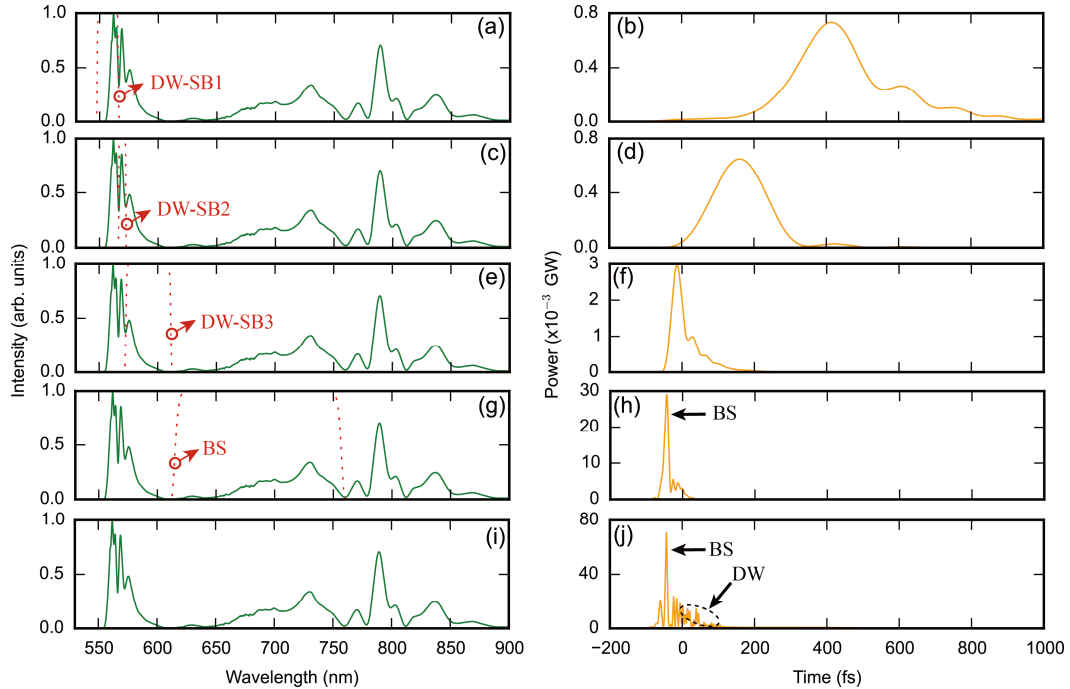 1.0
0.5
0.0
(a)
DW-SB1
0.8
0.4
0.0
(b)
1.0
0.5
0.0
(c)
DW-SB2
0.8
0.4
0.0
(d)
1.0
0.5
0.0
(e)
DW-SB3
3
2
1
0
(f)
1.0
0.5
0.0
(g)
BS
30
20
10
0
(h)
BS
1.0
0.5
0.0
(i)
80
40
0
(j)
BS
DW
550 600 650 700 750 800 850 900
−200 0 200 400 600 800 1000
Wavelength (nm)
Time (fs)
Intensity (arb. units)
Power (x10⁻³ GW)